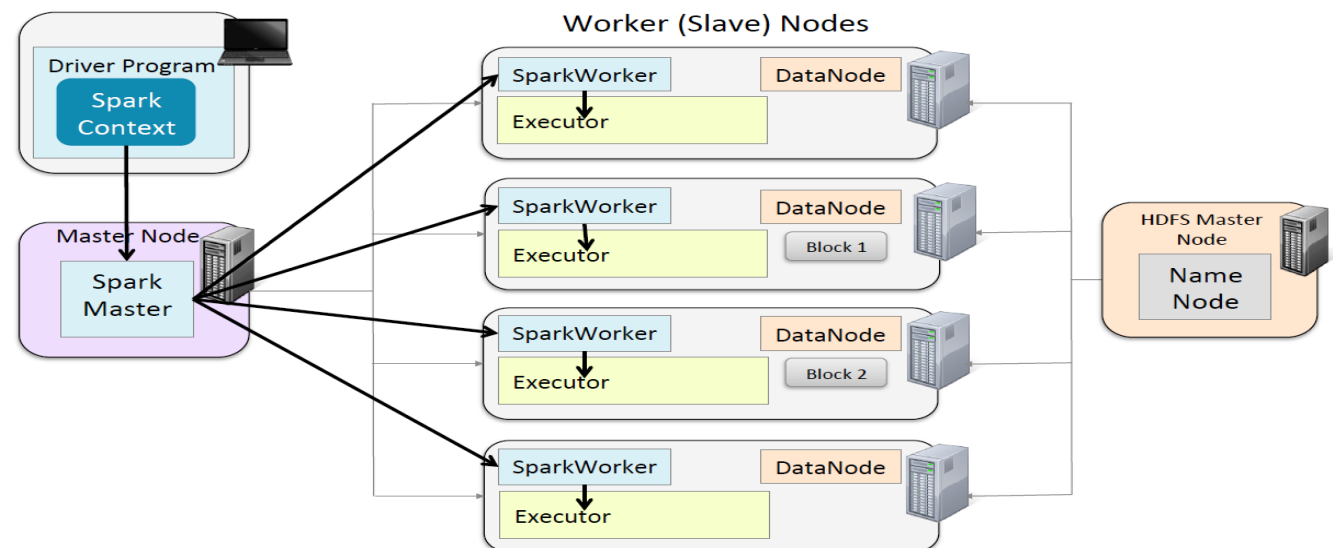 Worker (Slave) Nodes
Driver Program
Spark
Context
Master Node
Spark
Master
SparkWorker
DataNode
Executor
SparkWorker
DataNode
Executor
Block 1
SparkWorker
DataNode
Executor
Block 2
SparkWorker
DataNode
Executor
HDFS Master
Node
Name
Node